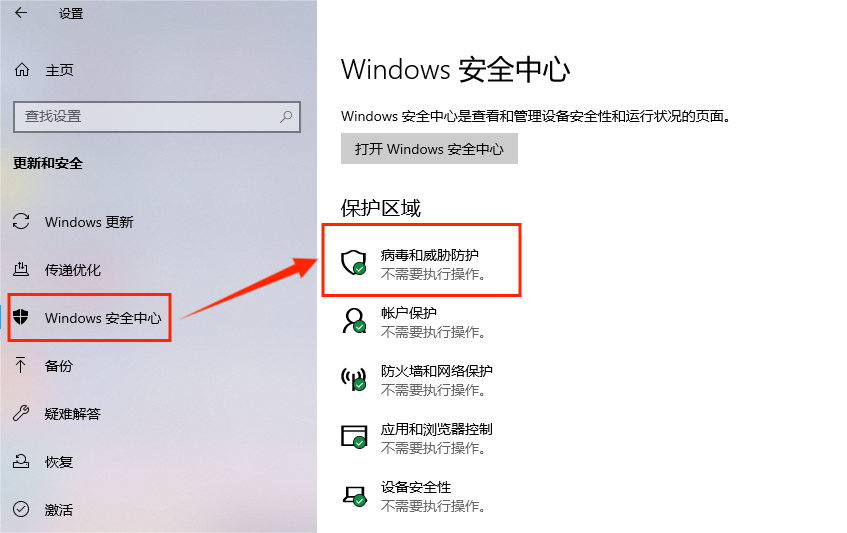 设置
主页
查找设置
更新和安全
Windows 更新
传递优化
Windows 安全中心
备份
疑难解答
恢复
激活
Windows 安全中心
Windows 安全中心是查看和管理设备安全性和运行状况的页面。
打开 Windows 安全中心
保护区域
病毒和威胁防护
不需要执行操作。
帐户保护
不需要执行操作。
防火墙和网络保护
不需要执行操作。
应用和浏览器控制
不需要执行操作。
设备安全性
不需要执行操作。